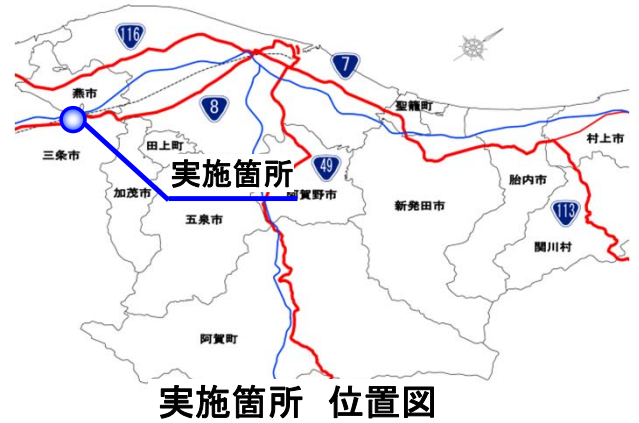 116
7
燕市
8
聖籠町
村上市
田上町
三条市
実施箇所
49
胎内市
加茂市
阿賀野市
新発田市
113
五泉市
関川村
阿賀町
実施箇所 位置図